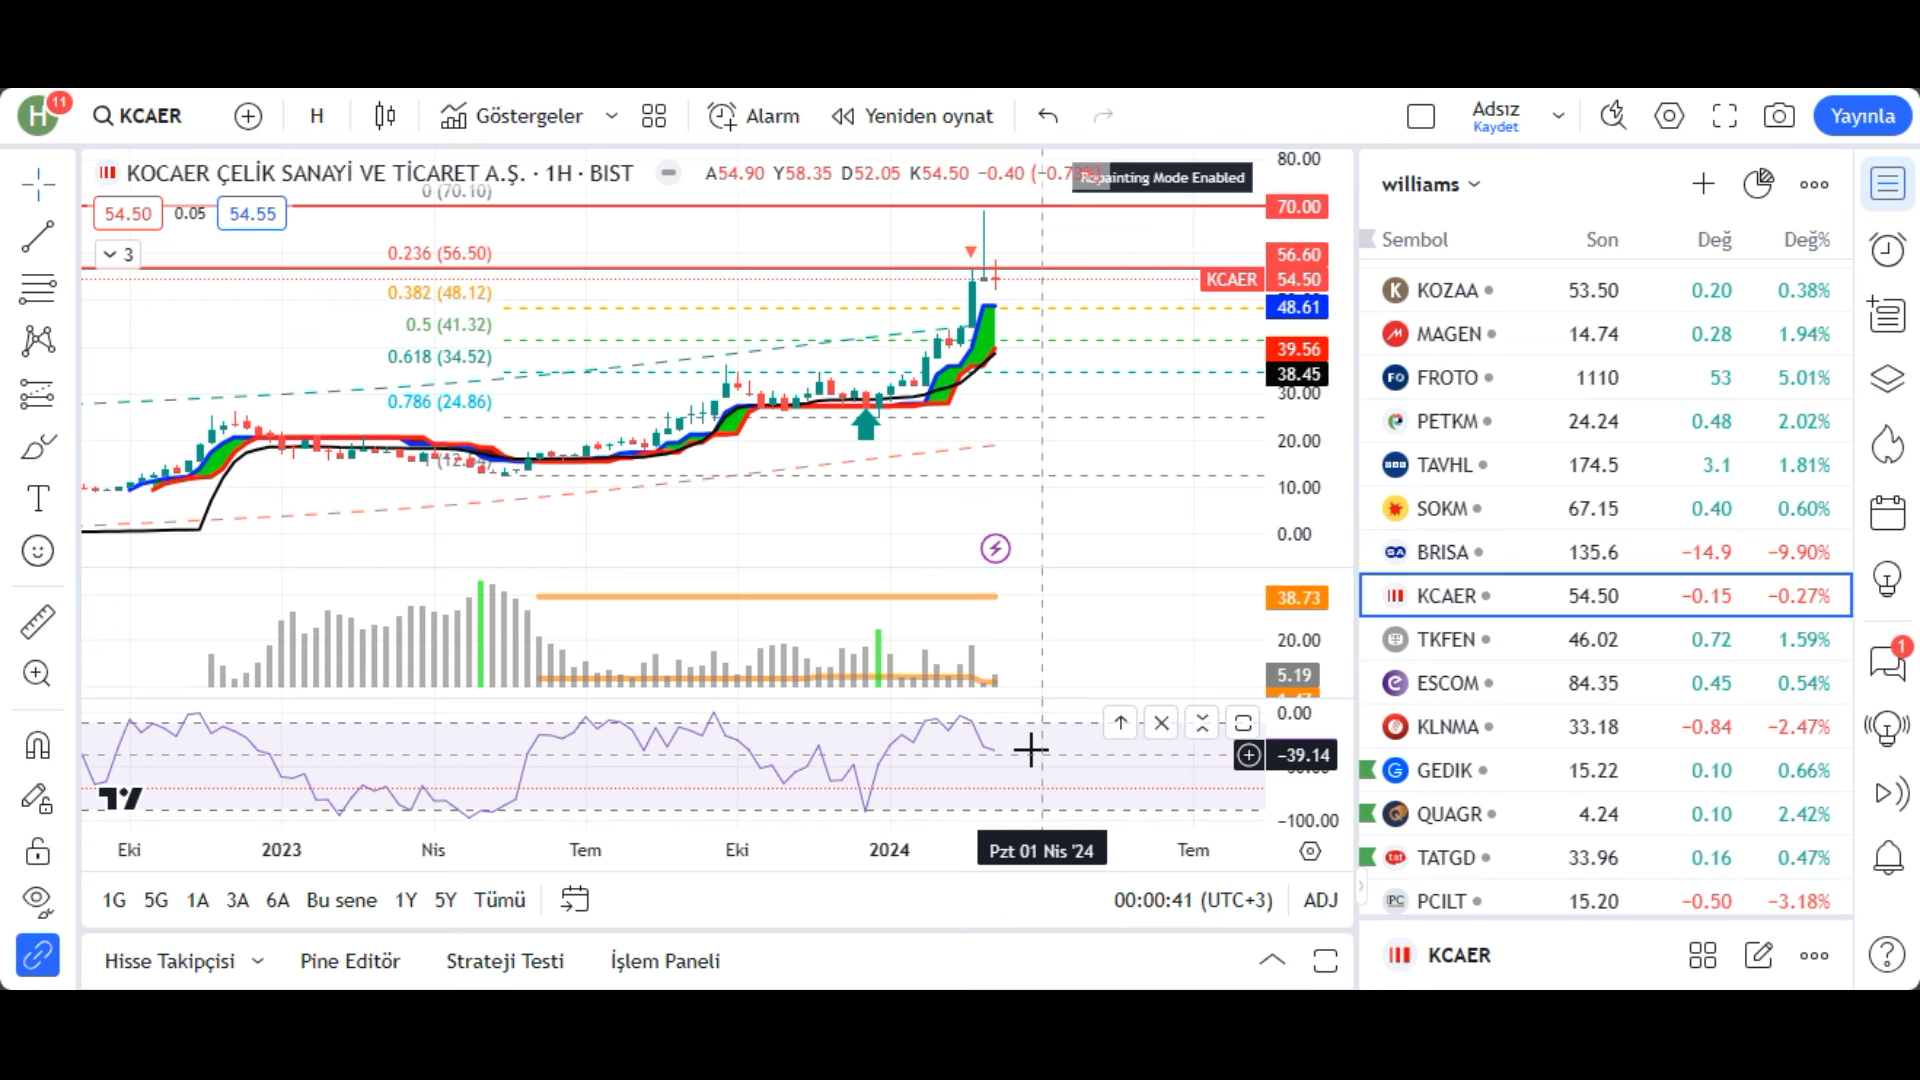 H
11
KCAER
H
Göstergeler
Alarm
Yeniden oynat
Adsız
Kaydet
Yayınla
KOCAER ÇELİK SANAYİ VE TİCARET A.Ş. · 1H · BIST
A54.90 Y58.35 D52.05 K54.50 −0.40
Repainting Mode Enabled
54.50
0.05
54.55
3
0 (70.10)
0.236 (56.50)
0.382 (48.12)
0.5 (41.32)
0.618 (34.52)
0.786 (24.86)
80.00
70.00
56.60
KCAER 54.50
48.61
39.56
38.45
30.00
20.00
10.00
0.00
38.73
20.00
5.19
0.00
−39.14
−100.00
Eki
2023
Nis
Tem
Eki
2024
Pzt 01 Nis '24
Tem
1G 5G 1A 3A 6A Bu sene 1Y 5Y Tümü
00:00:41 (UTC+3)
ADJ
Hisse Takipçisi
Pine Editör
Strateji Testi
İşlem Paneli
williams
Sembol Son Değ Değ%
KOZAA 53.50 0.20 0.38%
MAGEN 14.74 0.28 1.94%
FROTO 1110 53 5.01%
PETKM 24.24 0.48 2.02%
TAVHL 174.5 3.1 1.81%
SOKM 67.15 0.40 0.60%
BRISA 135.6 −14.9 −9.90%
KCAER 54.50 −0.15 −0.27%
TKFEN 46.02 0.72 1.59%
ESCOM 84.35 0.45 0.54%
KLNMA 33.18 −0.84 −2.47%
GEDIK 15.22 0.10 0.66%
QUAGR 4.24 0.10 2.42%
TATGD 33.96 0.16 0.47%
PCILT 15.20 −0.50 −3.18%
KCAER
1